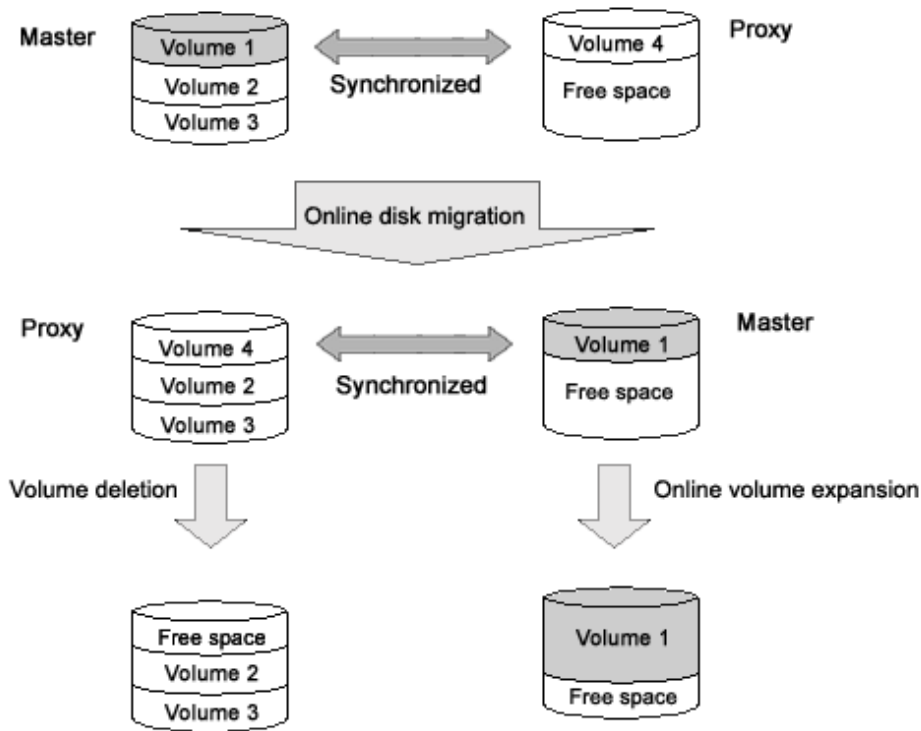 Master
Volume 1
Volume 2
Volume 3
Synchronized
Volume 4
Free space
Proxy
Online disk migration
Proxy
Volume 4
Volume 2
Volume 3
Synchronized
Volume 1
Free space
Master
Volume deletion
Online volume expansion
Free space
Volume 2
Volume 3
Volume 1
Free space